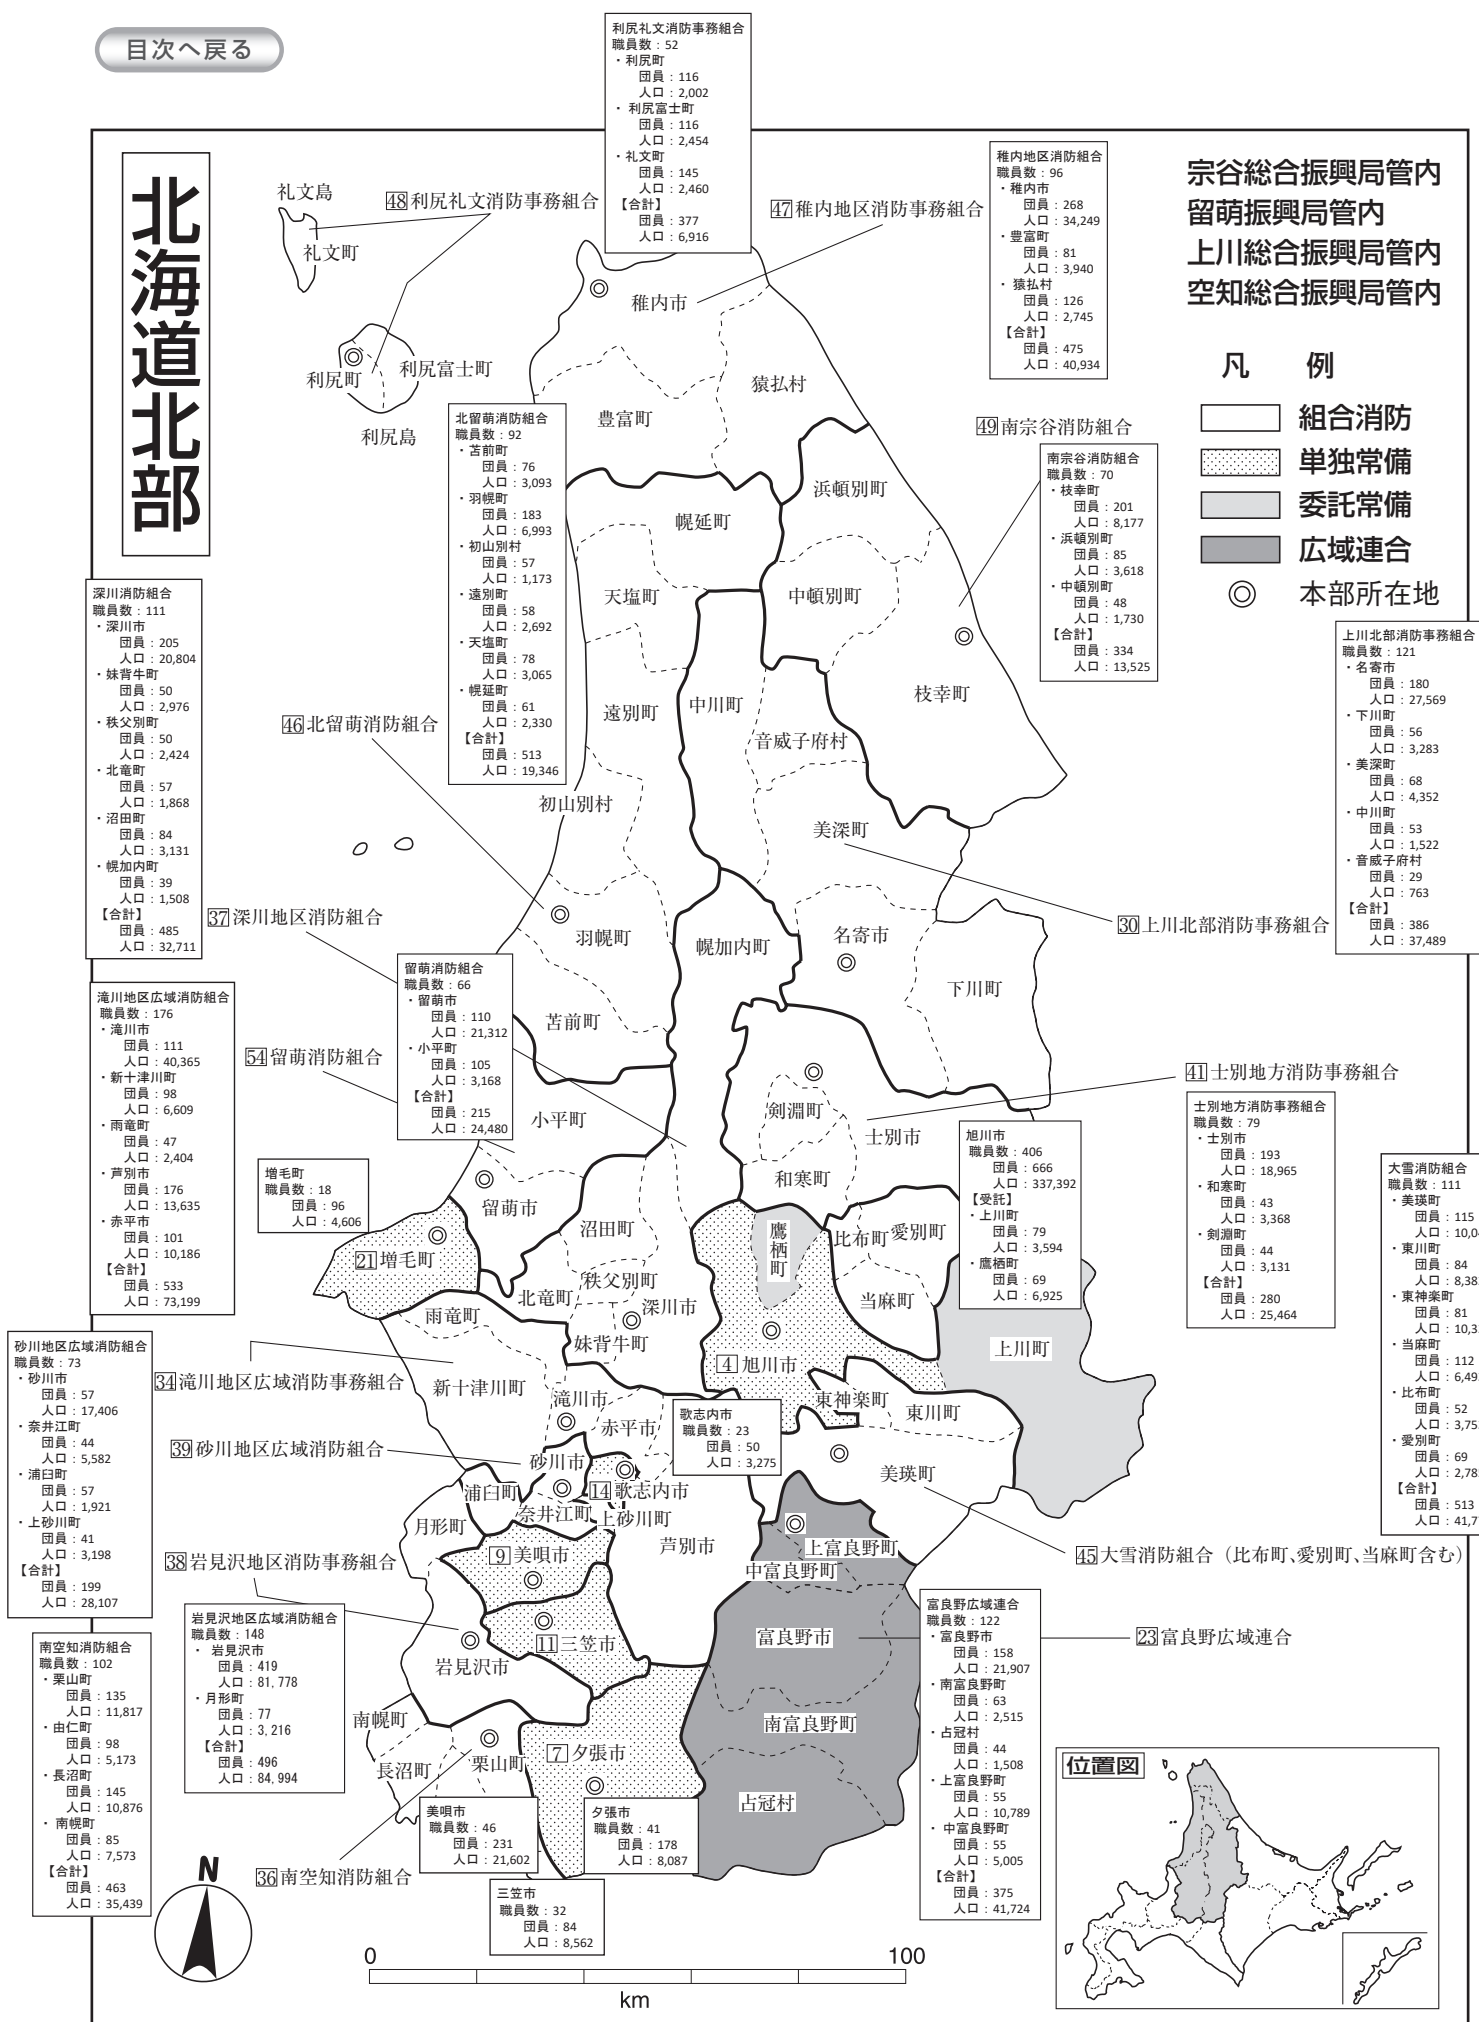 目次へ戻る
北海道北部
宗谷総合振興局管内
留萌振興局管内
上川総合振興局管内
空知総合振興局管内
凡　例
組合消防
単独常備
委託常備
広域連合
本部所在地
利尻礼文消防事務組合
職員数：52
・利尻町
団員：116
人口：2,002
・利尻富士町
団員：116
人口：2,454
・礼文町
団員：145
人口：2,460
【合計】
団員：377
人口：6,916
稚内地区消防組合
職員数：96
・稚内市
団員：268
人口：34,249
・豊富町
団員：81
人口：3,940
・猿払村
団員：126
人口：2,745
【合計】
団員：475
人口：40,934
北留萌消防組合
職員数：92
・苫前町
団員：76
人口：3,093
・羽幌町
団員：183
人口：6,993
・初山別村
団員：57
人口：1,173
・遠別町
団員：58
人口：2,692
・天塩町
団員：78
人口：3,065
・幌延町
団員：61
人口：2,330
【合計】
団員：513
人口：19,346
南宗谷消防組合
職員数：70
・枝幸町
団員：201
人口：8,177
・浜頓別町
団員：85
人口：3,618
・中頓別町
団員：48
人口：1,730
【合計】
団員：334
人口：13,525
深川消防組合
職員数：111
・深川市
団員：205
人口：20,804
・妹背牛町
団員：50
人口：2,976
・秩父別町
団員：50
人口：2,424
・北竜町
団員：57
人口：1,868
・沼田町
団員：84
人口：3,131
・幌加内町
団員：39
人口：1,508
【合計】
団員：485
人口：32,711
上川北部消防事務組合
職員数：121
・名寄市
団員：180
人口：27,569
・下川町
団員：56
人口：3,283
・美深町
団員：68
人口：4,352
・中川町
団員：53
人口：1,522
・音威子府村
団員：29
人口：763
【合計】
団員：386
人口：37,489
留萌消防組合
職員数：66
・留萌市
団員：110
人口：21,312
・小平町
団員：105
人口：3,168
【合計】
団員：215
人口：24,480
滝川地区広域消防組合
職員数：176
・滝川市
団員：111
人口：40,365
・新十津川町
団員：98
人口：6,609
・雨竜町
団員：47
人口：2,404
・芦別市
団員：176
人口：13,635
・赤平市
団員：101
人口：10,186
【合計】
団員：533
人口：73,199
増毛町
職員数：18
団員：96
人口：4,606
旭川市
職員数：406
団員：666
人口：337,392
【受託】
・上川町
団員：79
人口：3,594
・鷹栖町
団員：69
人口：6,925
士別地方消防事務組合
職員数：79
・士別市
団員：193
人口：18,965
・和寒町
団員：43
人口：3,368
・剣淵町
団員：44
人口：3,131
【合計】
団員：280
人口：25,464
大雪消防組合
職員数：111
・美瑛町
団員：115
人口：10,0
・東川町
団員：84
人口：8,38
・東神楽町
団員：81
人口：10,3
・当麻町
団員：112
人口：6,49
・比布町
団員：52
人口：3,75
・愛別町
団員：69
人口：2,78
【合計】
団員：513
人口：41,7
砂川地区広域消防組合
職員数：73
・砂川市
団員：57
人口：17,406
・奈井江町
団員：44
人口：5,582
・浦臼町
団員：57
人口：1,921
・上砂川町
団員：41
人口：3,198
【合計】
団員：199
人口：28,107
歌志内市
職員数：23
団員：50
人口：3,275
岩見沢地区広域消防組合
職員数：148
・岩見沢市
団員：419
人口：81,778
・月形町
団員：77
人口：3,216
【合計】
団員：496
人口：84,994
南空知消防組合
職員数：102
・栗山町
団員：135
人口：11,817
・由仁町
団員：98
人口：5,173
・長沼町
団員：145
人口：10,876
・南幌町
団員：85
人口：7,573
【合計】
団員：463
人口：35,439
富良野広域連合
職員数：122
・富良野市
団員：158
人口：21,907
・南富良野町
団員：63
人口：2,515
・占冠村
団員：44
人口：1,508
・上富良野町
団員：55
人口：10,789
・中富良野町
団員：55
人口：5,005
【合計】
団員：375
人口：41,724
美唄市
職員数：46
団員：231
人口：21,602
夕張市
職員数：41
団員：178
人口：8,087
三笠市
職員数：32
団員：84
人口：8,562
礼文島
礼文町
48利尻礼文消防事務組合
利尻町
利尻富士町
利尻島
47稚内地区消防事務組合
稚内市
猿払村
豊富町
49南宗谷消防組合
浜頓別町
幌延町
中頓別町
天塩町
枝幸町
遠別町
中川町
音威子府村
46北留萌消防組合
初山別村
美深町
37深川地区消防組合
羽幌町
幌加内町
名寄市
30上川北部消防事務組合
下川町
苫前町
54留萌消防組合
41士別地方消防事務組合
小平町
剣淵町
士別市
和寒町
留萌市
沼田町
鷹栖町
比布町
愛別町
21増毛町
秩父別町
北竜町
深川市
当麻町
雨竜町
妹背牛町
4旭川市
上川町
34滝川地区広域消防事務組合
新十津川町
滝川市
赤平市
東神楽町
東川町
39砂川地区広域消防組合
砂川市
美瑛町
浦臼町
14歌志内市
奈井江町
上砂川町
月形町
芦別市
上富良野町
9美唄市
中富良野町
45大雪消防組合（比布町、愛別町、当麻町含む）
38岩見沢地区消防事務組合
11三笠市
富良野市
23富良野広域連合
岩見沢市
南幌町
南富良野町
長沼町
栗山町
7夕張市
占冠村
36南空知消防組合
位置図
N
0
100
km